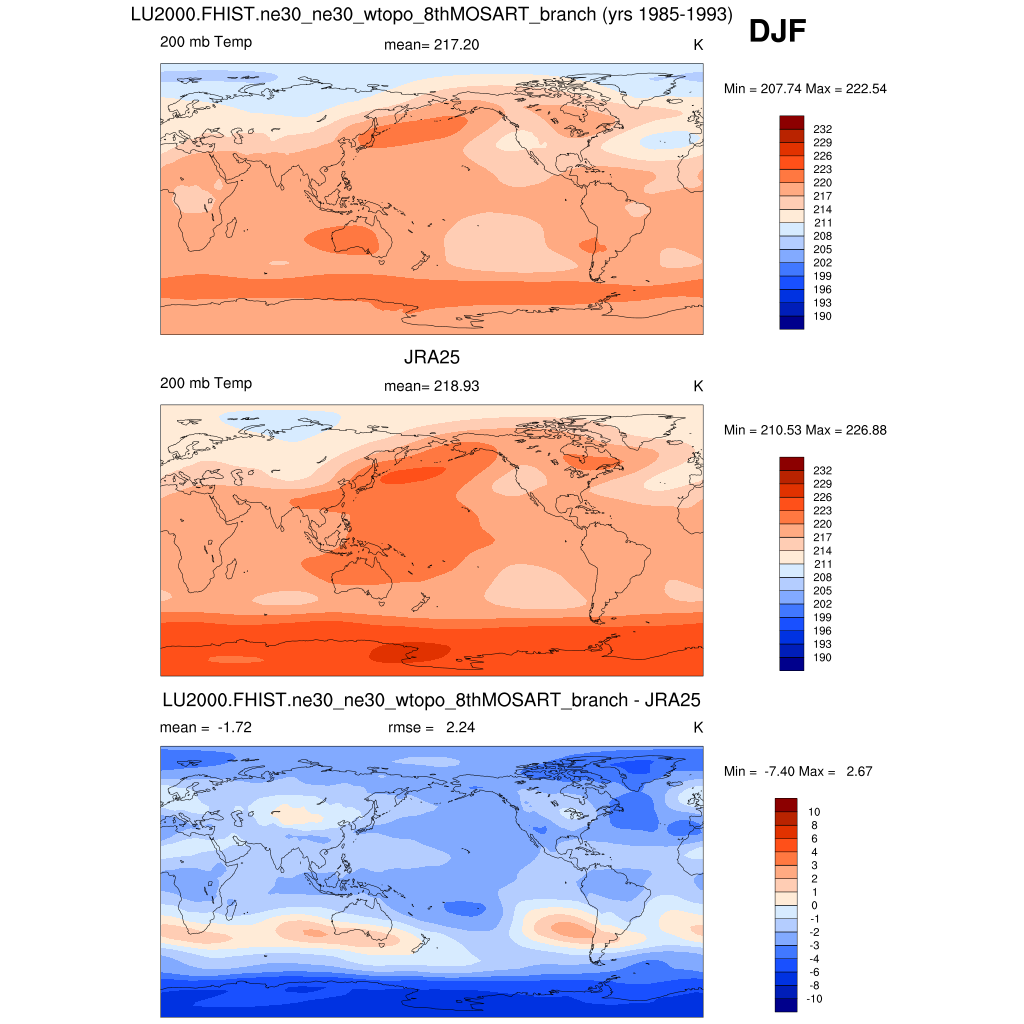 LU2000.FHIST.ne30_ne30_wtopo_8thMOSART_branch (yrs 1985-1993)
DJF
200 mb Temp
mean= 217.20
K
Min = 207.74 Max = 222.54
232
229
226
223
220
217
214
211
208
205
202
199
196
193
190
JRA25
200 mb Temp
mean= 218.93
K
Min = 210.53 Max = 226.88
232
229
226
223
220
217
214
211
208
205
202
199
196
193
190
LU2000.FHIST.ne30_ne30_wtopo_8thMOSART_branch - JRA25
mean = -1.72
rmse = 2.24
K
Min = -7.40 Max = 2.67
10
8
6
4
3
2
1
0
-1
-2
-3
-4
-6
-8
-10